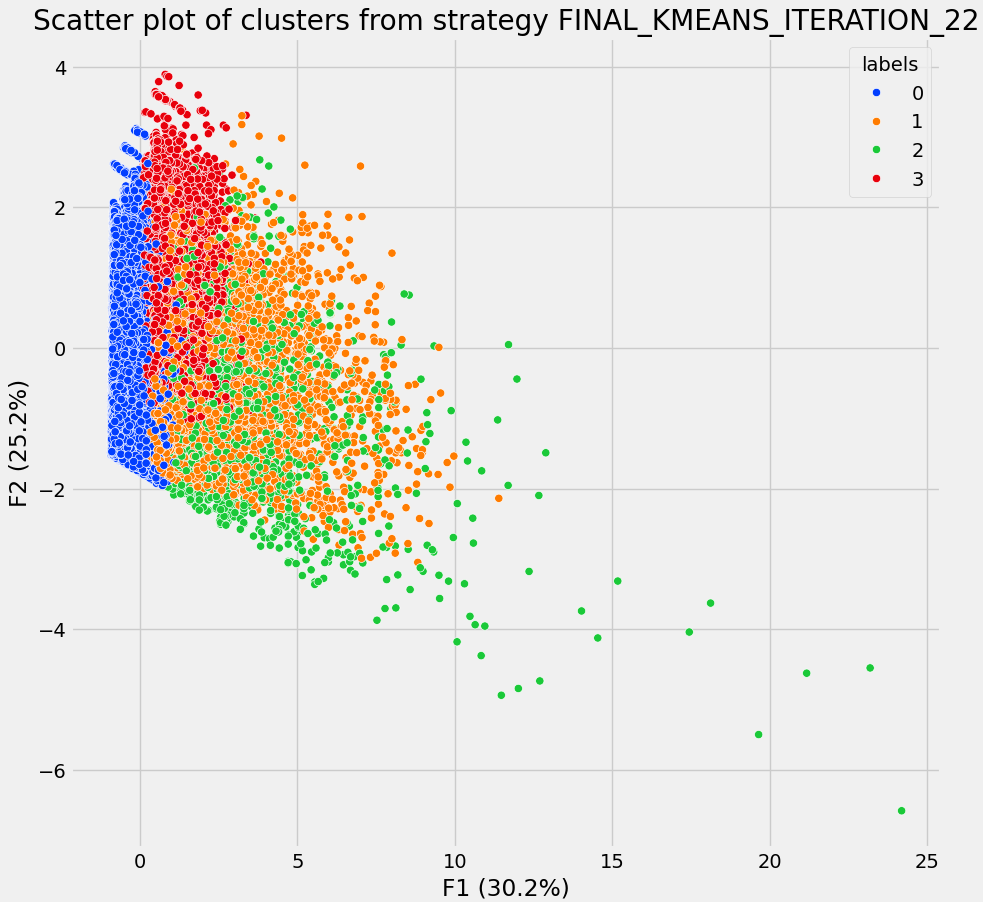 Scatter plot of clusters from strategy FINAL_KMEANS_ITERATION_22
labels
0
1
2
3
4
2
0
−2
−4
−6
F2 (25.2%)
0 5 10 15 20 25
F1 (30.2%)